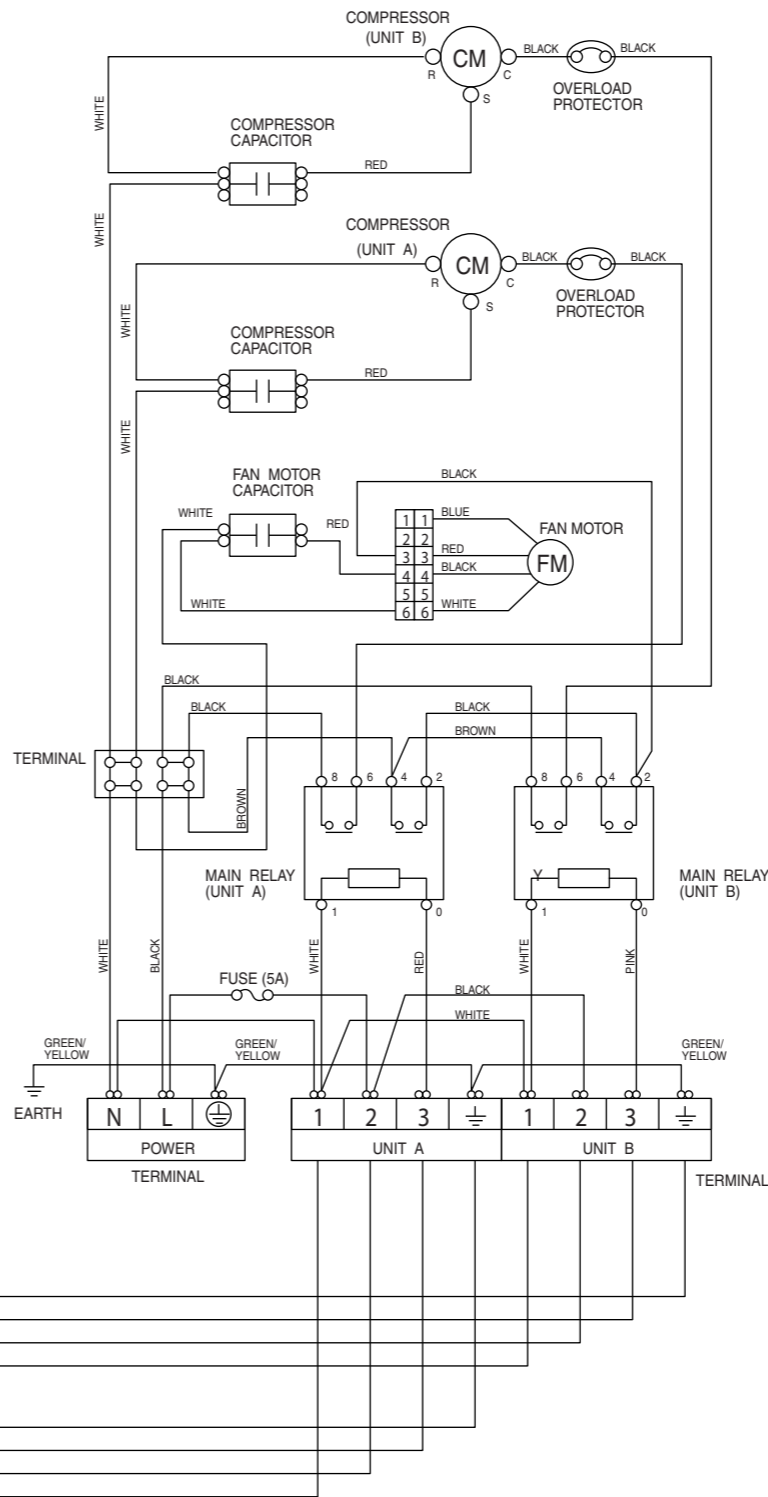 COMPRESSOR
(UNIT B)
CM
R
C
S
BLACK
BLACK
OVERLOAD
PROTECTOR
WHITE
COMPRESSOR
CAPACITOR
RED
WHITE
COMPRESSOR
(UNIT A)
CM
R
C
S
BLACK
BLACK
OVERLOAD
PROTECTOR
WHITE
COMPRESSOR
CAPACITOR
RED
WHITE
FAN MOTOR
CAPACITOR
BLACK
WHITE
RED
1 1
2 2
3 3
4 4
5 5
6 6
BLUE
RED
BLACK
WHITE
FAN MOTOR
FM
WHITE
BLACK
BLACK
BLACK
BROWN
TERMINAL
BROWN
8 6 4 2
8 6 4 2
MAIN RELAY
(UNIT A)
Y
MAIN RELAY
(UNIT B)
1 0
1 0
WHITE
BLACK
WHITE
RED
WHITE
PINK
FUSE (5A)
BLACK
WHITE
GREEN/
YELLOW
GREEN/
YELLOW
GREEN/
YELLOW
EARTH
N L
1 2 3
1 2 3
POWER
UNIT A
UNIT B
TERMINAL
TERMINAL